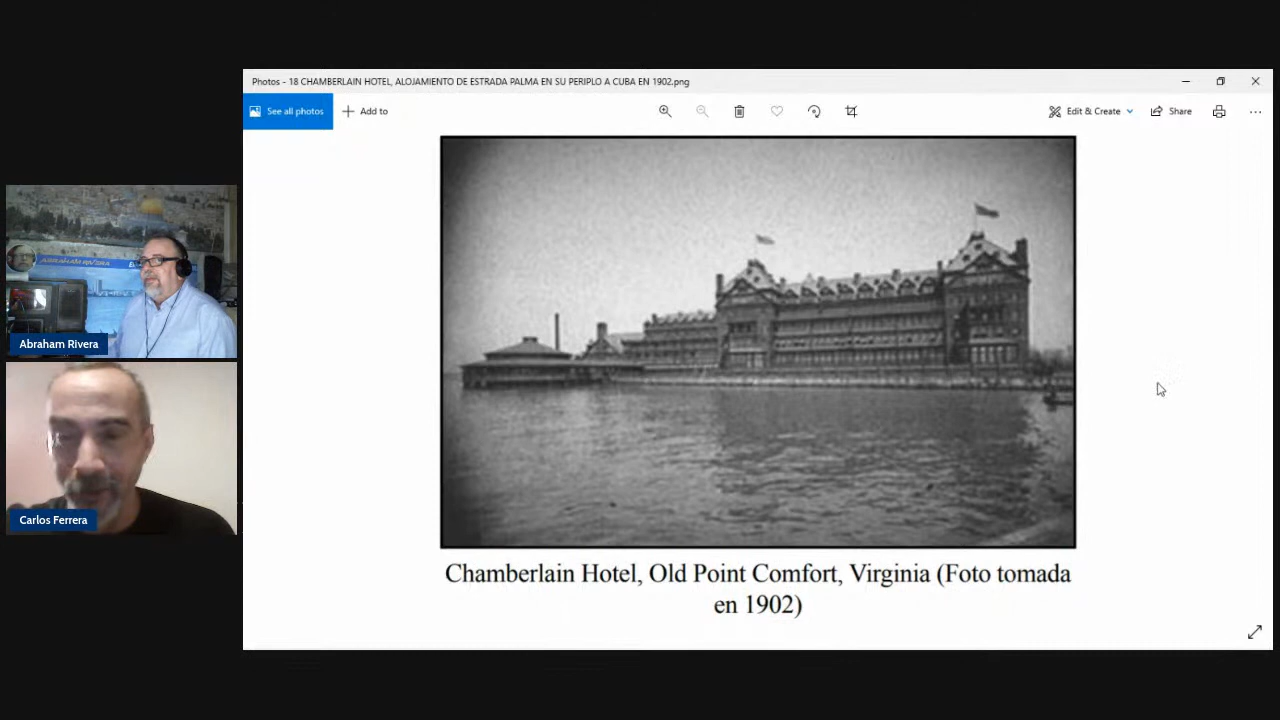 Photos - 18 CHAMBERLAIN HOTEL, ALOJAMIENTO DE ESTRADA PALMA EN SU PERIPLO A CUBA EN 1902.png
See all photos
Add to
Edit & Create
Share
Abraham Rivera
Carlos Ferrera
Chamberlain Hotel, Old Point Comfort, Virginia (Foto tomada
en 1902)